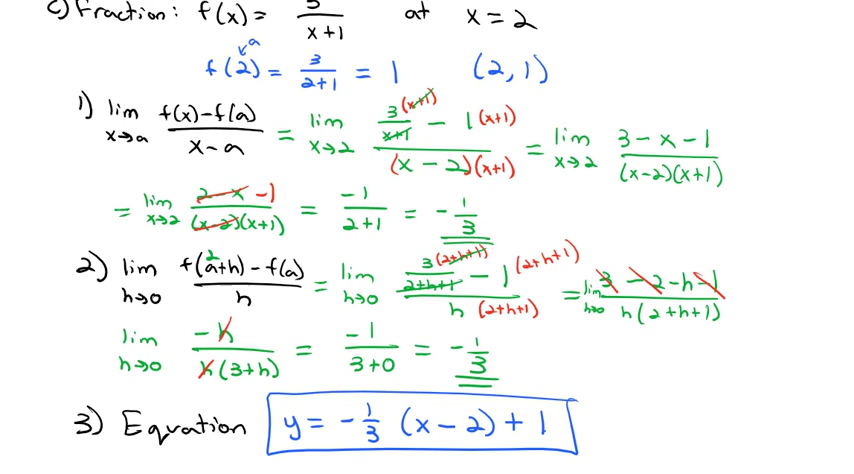 c) Fraction: f(x) = 3/(x+1) at x = 2
f(2) = 3/(2+1) = 1 (2, 1)
a
1) lim x→a (f(x) - f(a))/(x - a) = lim x→2 (3(x+1)/(x+1) - 1(x+1))/((x - 2)(x+1)) = lim x→2 (3 - x - 1)/((x-2)(x+1))
= lim x→2 (2 - x -1)/((x-2)(x+1)) = -1/(2+1) = -1/3
2) lim h→0 (f(a+h) - f(a))/h = lim h→0 (3(2+h+1)/(2+h+1) - 1(2+h+1))/(h(2+h+1)) = lim h→0 (3 - 2 - h - 1)/(h(2+h+1))
2
lim h→0 -h/(h(3+h)) = -1/(3+0) = -1/3
3) Equation y = -1/3 (x - 2) + 1